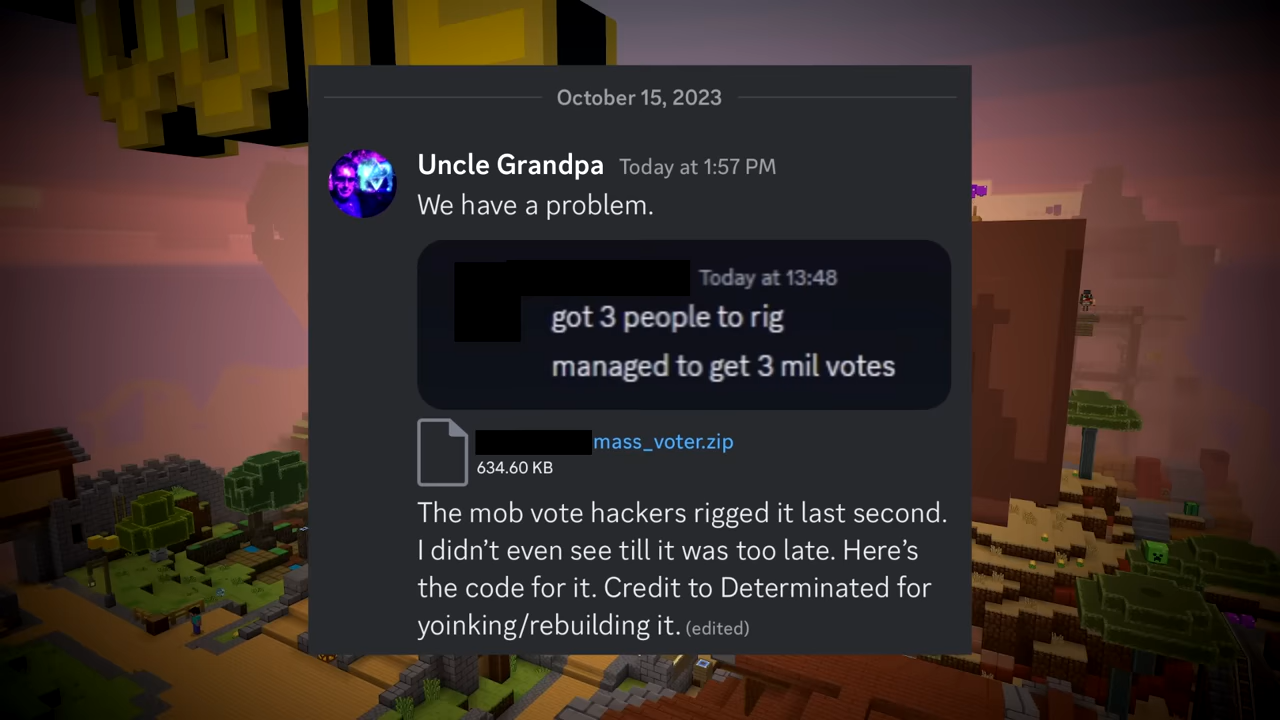 October 15, 2023
Uncle Grandpa Today at 1:57 PM
We have a problem.
Today at 13:48
got 3 people to rig
managed to get 3 mil votes
mass_voter.zip
634.60 KB
The mob vote hackers rigged it last second.
I didn’t even see till it was too late. Here’s
the code for it. Credit to Determinated for
yoinking/rebuilding it. (edited)